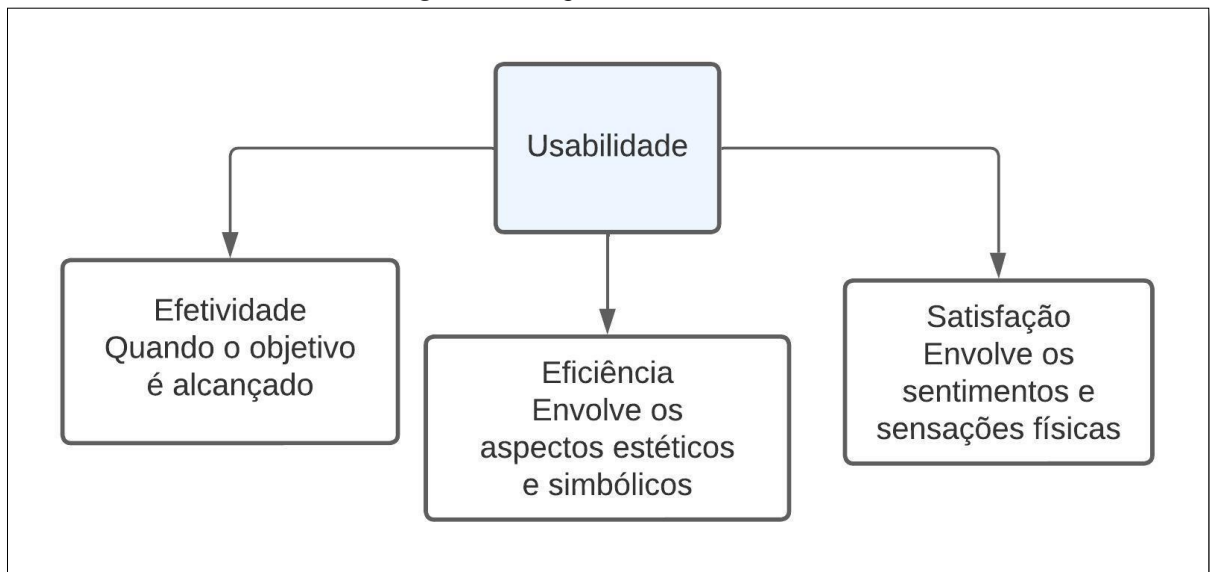 Usabilidade
Efetividade
Quando o objetivo
é alcançado
Eficiência
Envolve os
aspectos estéticos
e simbólicos
Satisfação
Envolve os
sentimentos e
sensações físicas